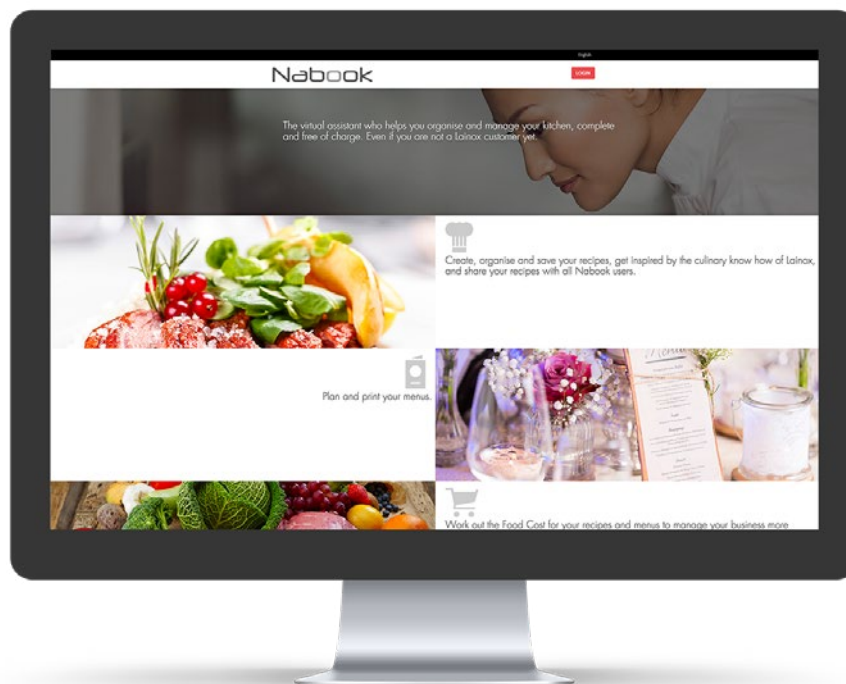 English
Nabook
LOGIN
The virtual assistant who helps you organise and manage your kitchen, complete
and free of charge. Even if you are not a Lainox customer yet.
Create, organise and save your recipes, get inspired by the culinary know how of Lainox,
and share your recipes with all Nabook users.
Plan and print your menus.
Menu
Work out the Food Cost for your recipes and menus to manage your business more